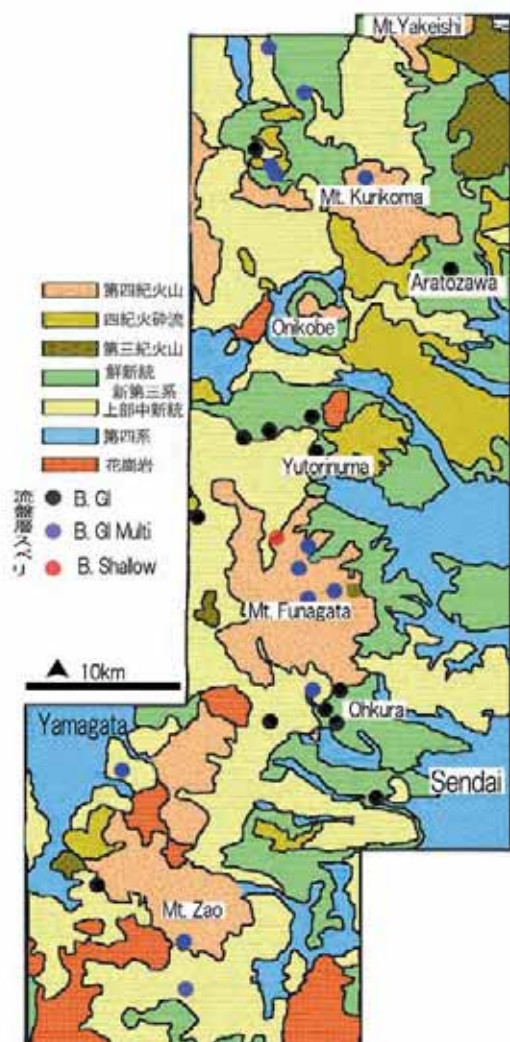 Mt.Yakeishi
Mt. Kurikoma
Aratozawa
Onikobe
第四紀火山
四紀火砕流
第三紀火山
鮮新統
新第三系
上部中新統
第四系
花崗岩
Yutorinuma
流盤層スベリ
B. Gl
B. Gl Multi
B. Shallow
Mt. Funagata
10km
Yamagata
Ohkura
Sendai
Mt. Zao